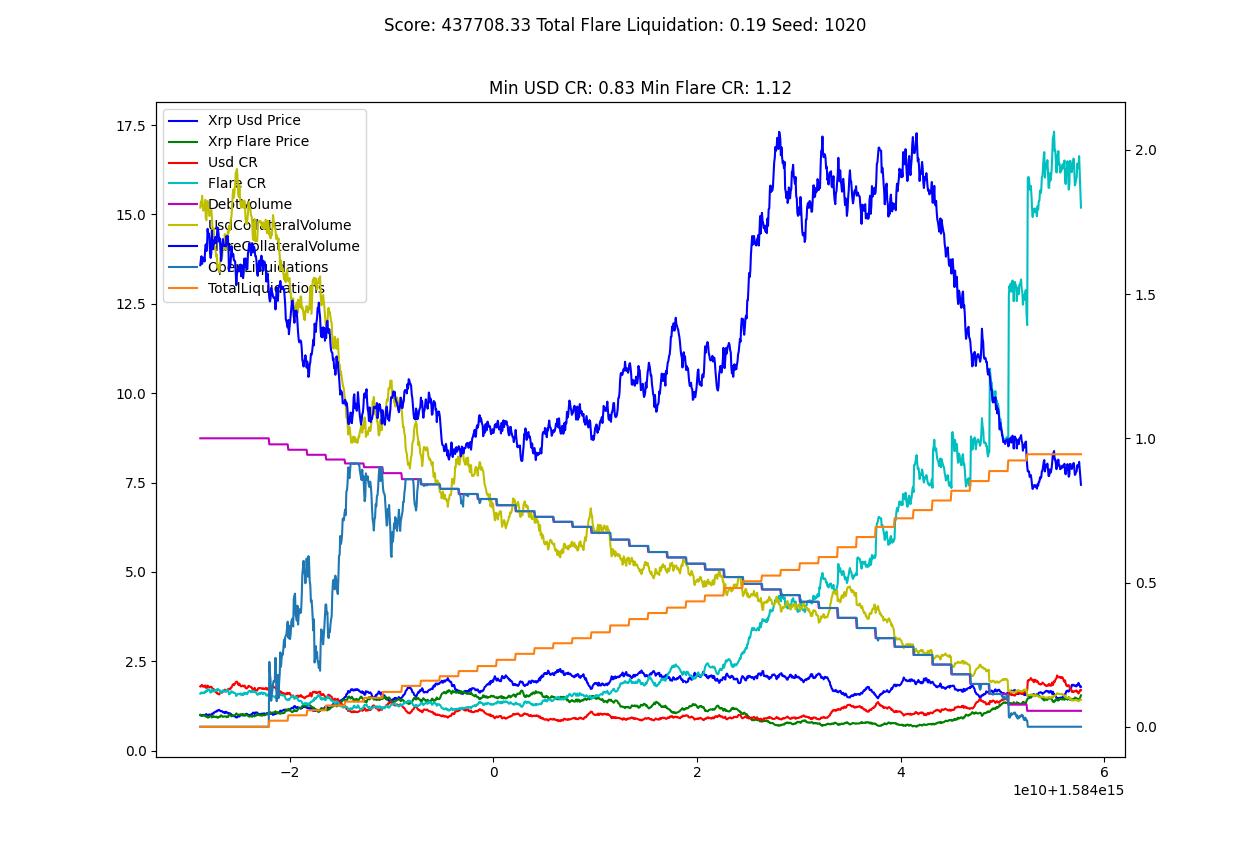 Score: 437708.33 Total Flare Liquidation: 0.19 Seed: 1020
Min USD CR: 0.83 Min Flare CR: 1.12
Xrp Usd Price
Xrp Flare Price
Usd CR
Flare CR
DebtVolume
UsdCollateralVolume
FlareCollateralVolume
OpenLiquidations
TotalLiquidations
17.5
15.0
12.5
10.0
7.5
5.0
2.5
0.0
2.0
1.5
1.0
0.5
0.0
−2
0
2
4
6
1e10+1.584e15